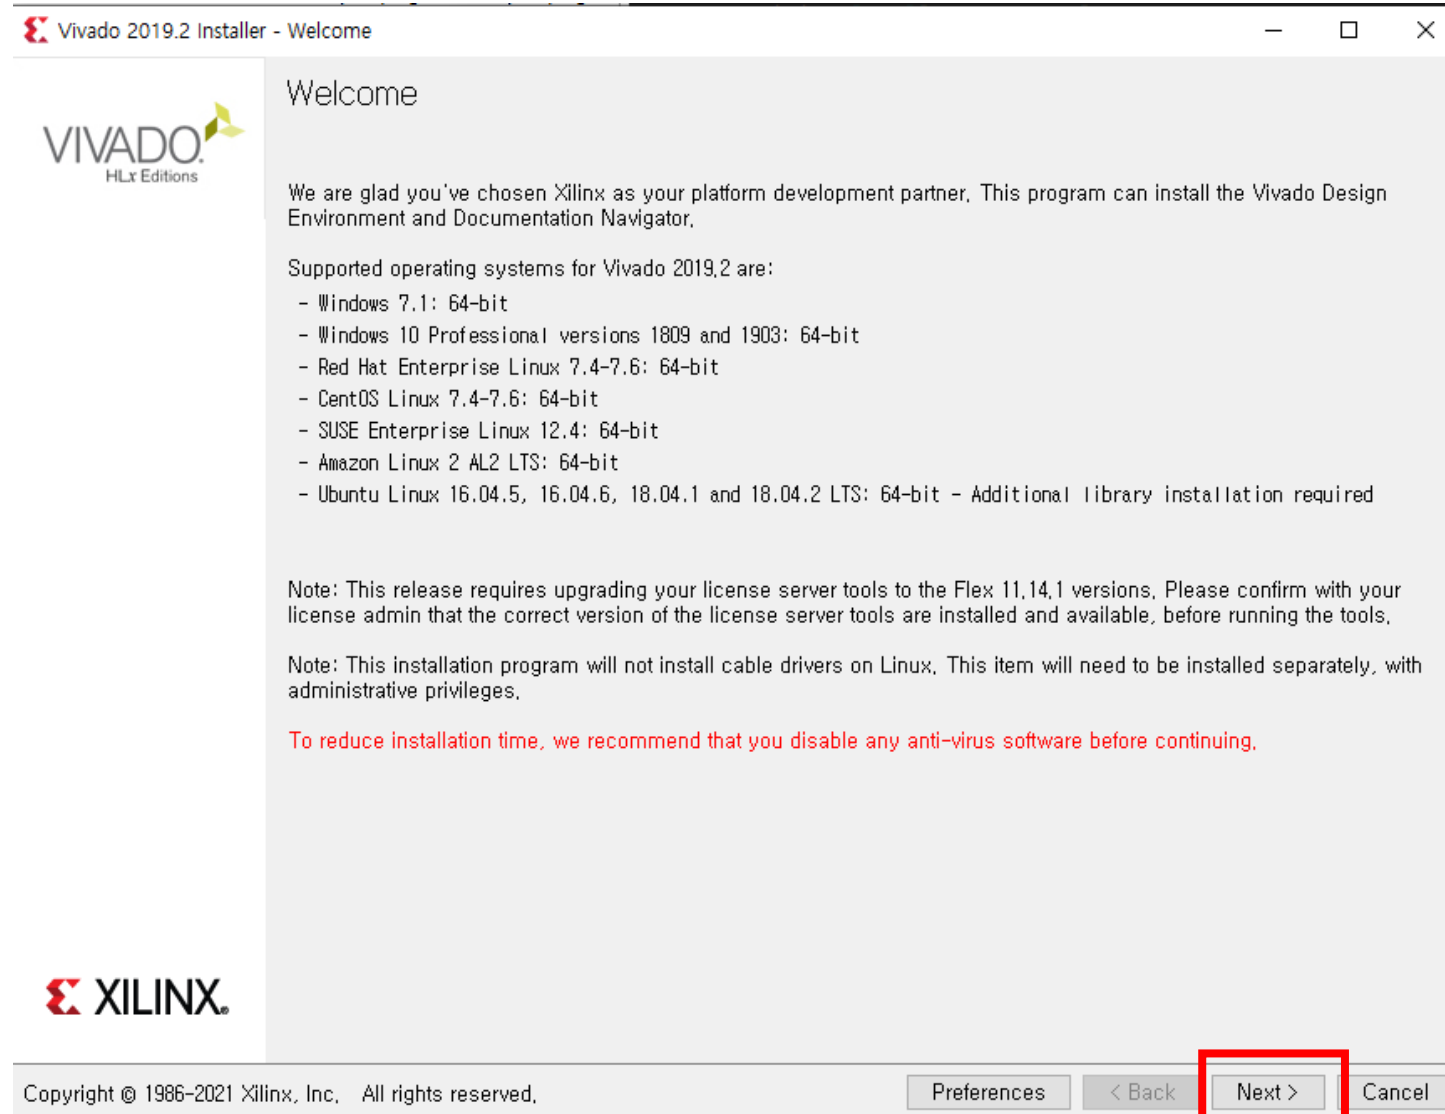 Vivado 2019.2 Installer - Welcome
VIVADO.
HLx Editions
Welcome
We are glad you've chosen Xilinx as your platform development partner. This program can install the Vivado Design
Environment and Documentation Navigator.
Supported operating systems for Vivado 2019.2 are:
- Windows 7.1: 64-bit
- Windows 10 Professional versions 1809 and 1903: 64-bit
- Red Hat Enterprise Linux 7.4-7.6: 64-bit
- CentOS Linux 7.4-7.6: 64-bit
- SUSE Enterprise Linux 12.4: 64-bit
- Amazon Linux 2 AL2 LTS: 64-bit
- Ubuntu Linux 16.04.5, 16.04.6, 18.04.1 and 18.04.2 LTS: 64-bit - Additional library installation required
Note: This release requires upgrading your license server tools to the Flex 11.14.1 versions. Please confirm with your
license admin that the correct version of the license server tools are installed and available, before running the tools.
Note: This installation program will not install cable drivers on Linux. This item will need to be installed separately, with
administrative privileges.
To reduce installation time, we recommend that you disable any anti-virus software before continuing.
XILINX.
Copyright © 1986-2021 Xilinx, Inc. All rights reserved.
Preferences
< Back
Next >
Cancel